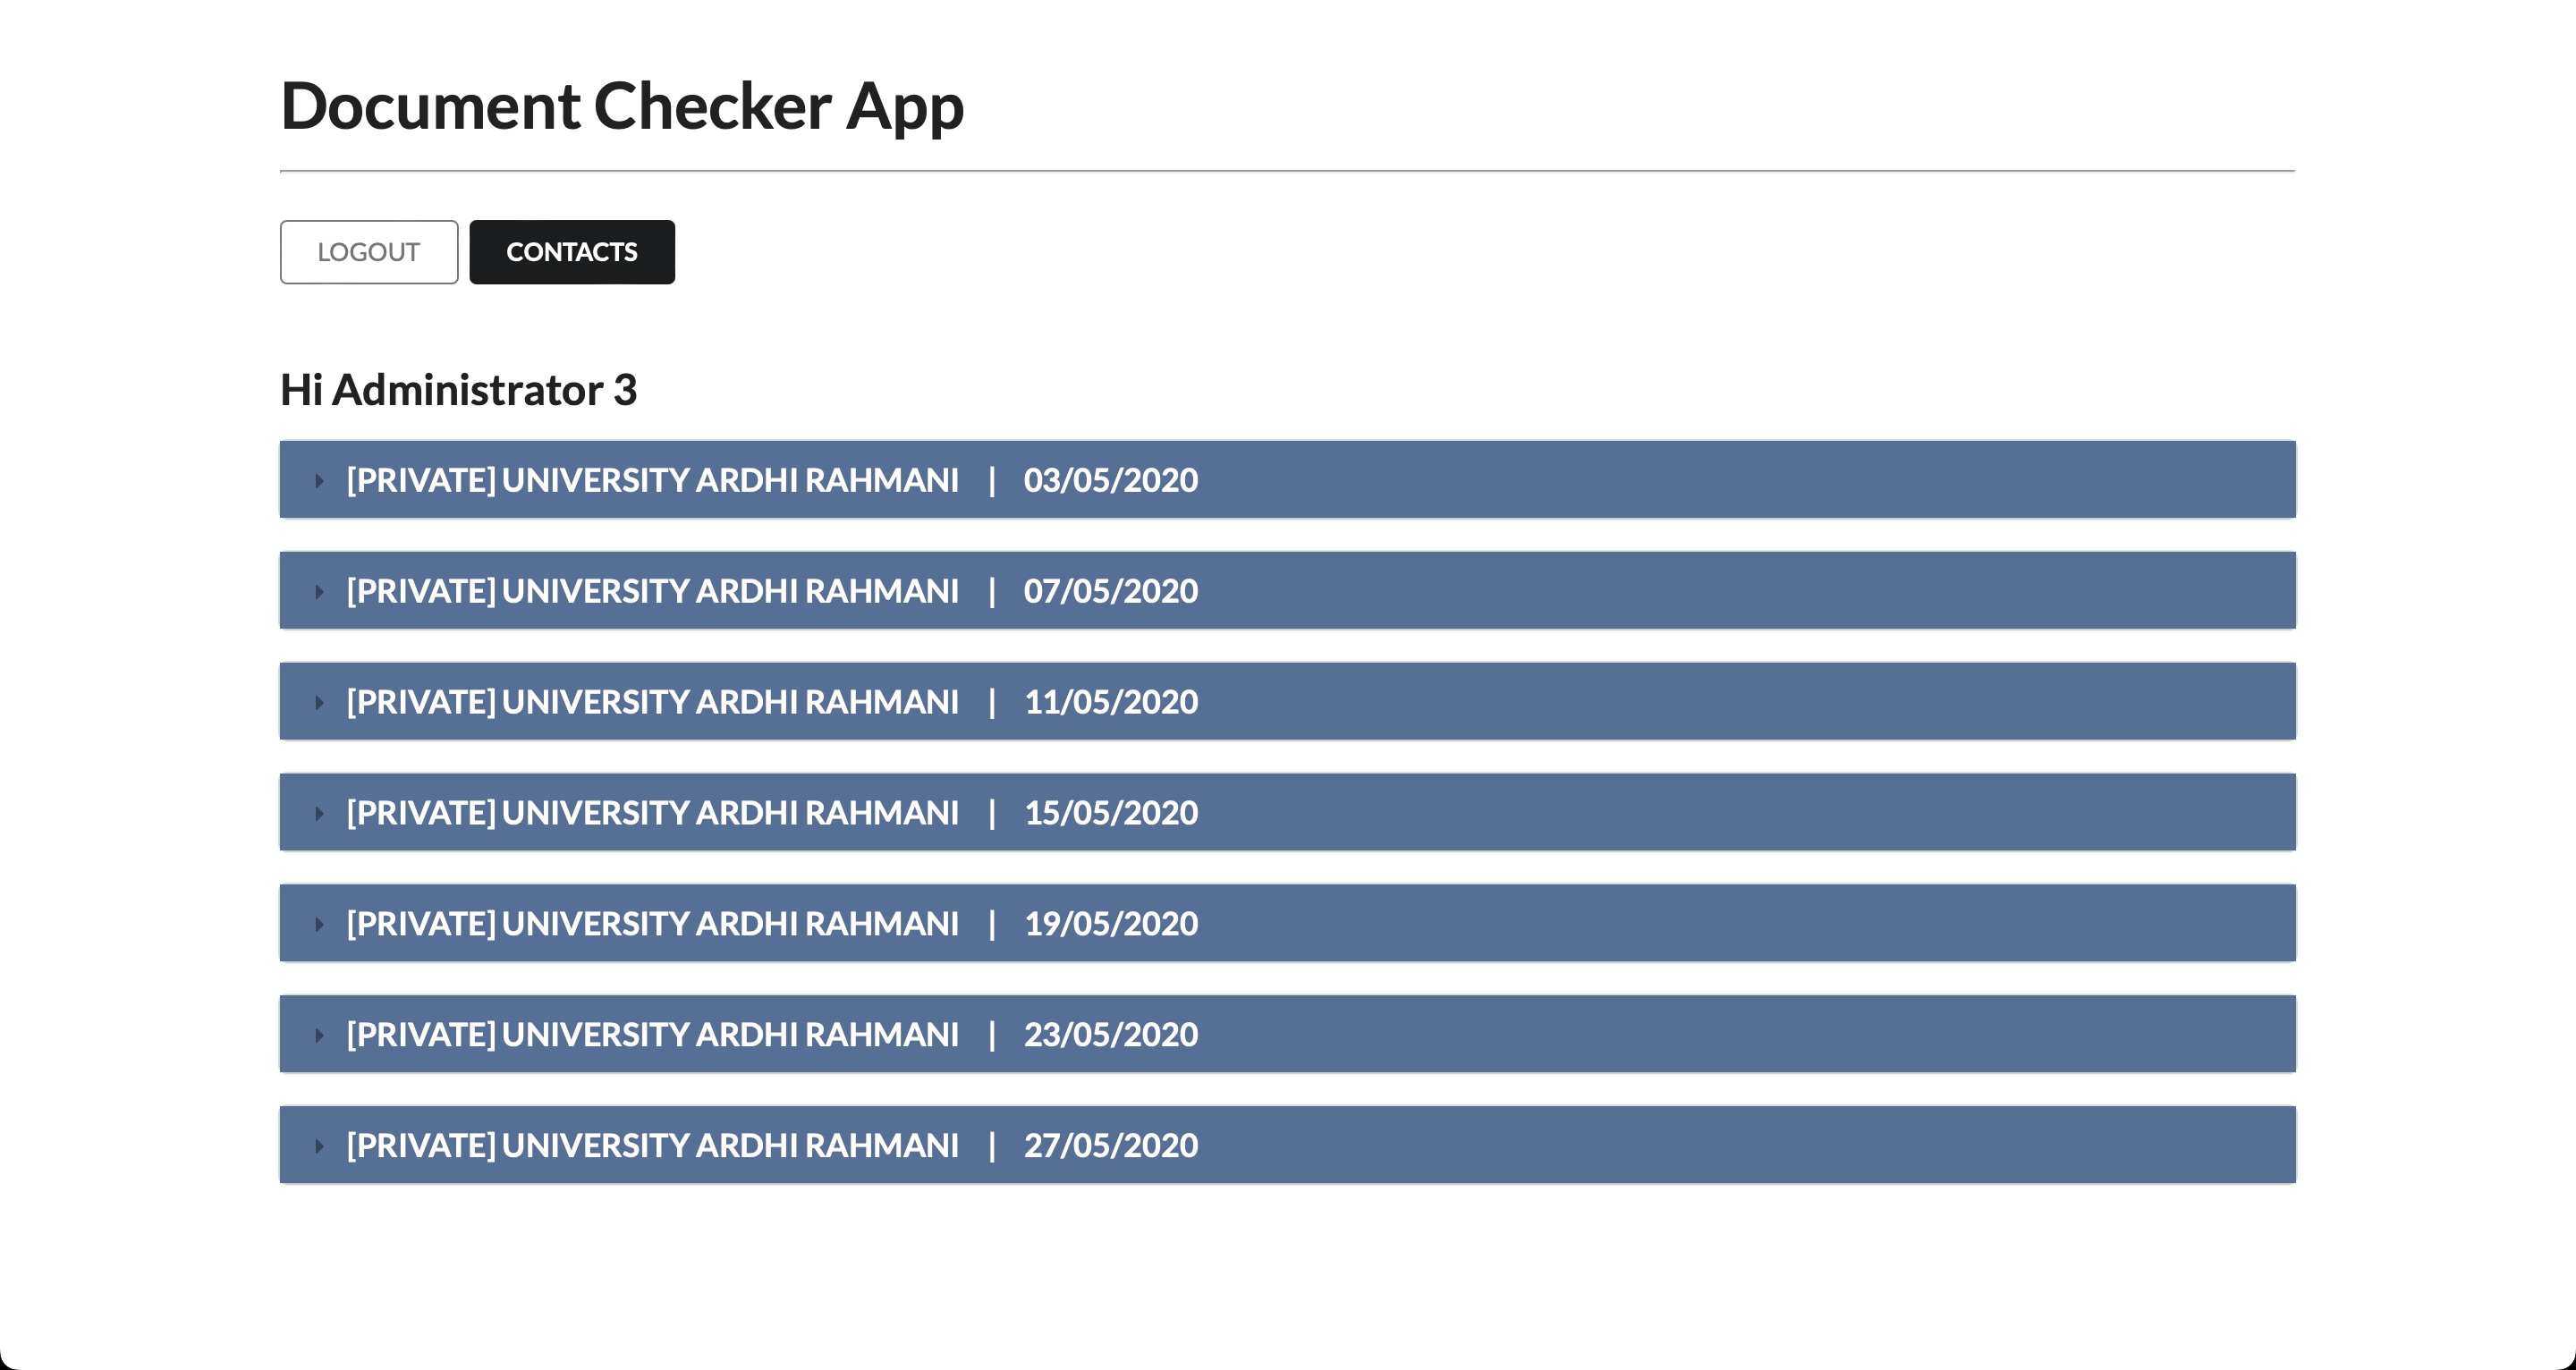 Document Checker App
LOGOUT CONTACTS
Hi Administrator 3
[PRIVATE] UNIVERSITY ARDHI RAHMANI | 03/05/2020
[PRIVATE] UNIVERSITY ARDHI RAHMANI | 07/05/2020
[PRIVATE] UNIVERSITY ARDHI RAHMANI | 11/05/2020
[PRIVATE] UNIVERSITY ARDHI RAHMANI | 15/05/2020
[PRIVATE] UNIVERSITY ARDHI RAHMANI | 19/05/2020
[PRIVATE] UNIVERSITY ARDHI RAHMANI | 23/05/2020
[PRIVATE] UNIVERSITY ARDHI RAHMANI | 27/05/2020